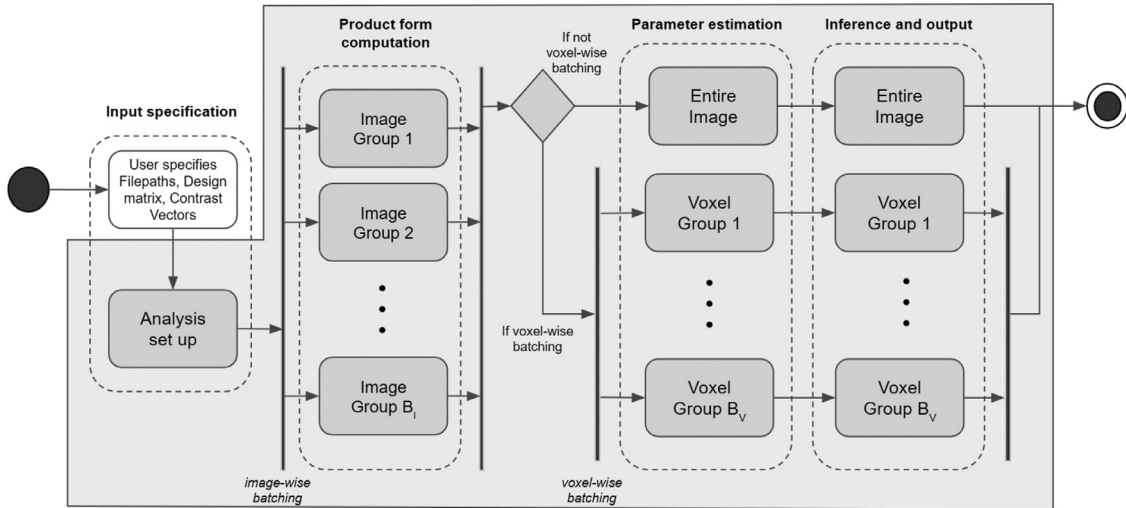 Input specification
User specifies
Filepaths, Design
matrix, Contrast
Vectors
Analysis
set up
image-wise
batching
Product form
computation
Image
Group 1
Image
Group 2
Image
Group B_I
If not
voxel-wise
batching
If voxel-wise
batching
voxel-wise
batching
Parameter estimation
Entire
Image
Voxel
Group 1
Voxel
Group B_V
Inference and output
Entire
Image
Voxel
Group 1
Voxel
Group B_V